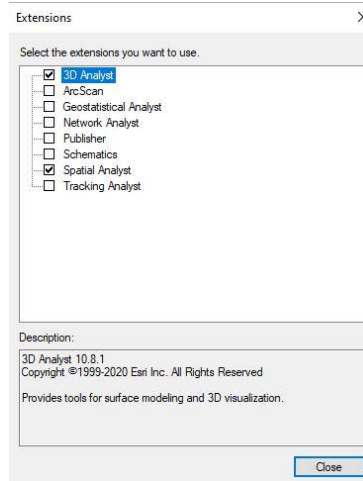 Extensions
Select the extensions you want to use.
3D Analyst
ArcScan
Geostatistical Analyst
Network Analyst
Publisher
Schematics
Spatial Analyst
Tracking Analyst
Description:
3D Analyst 10.8.1
Copyright ©1999-2020 Esri Inc. All Rights Reserved
Provides tools for surface modeling and 3D visualization.
Close